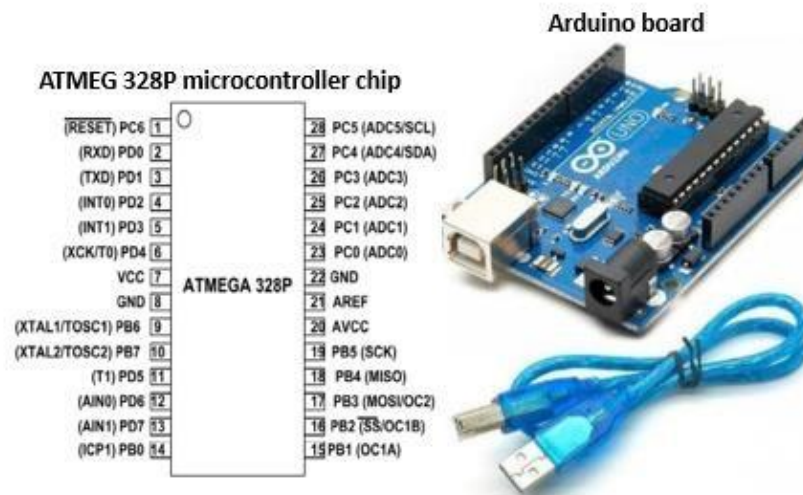 Arduino board
ATMEG 328P microcontroller chip
(RESET) PC6 1
(RXD) PD0 2
(TXD) PD1 3
(INT0) PD2 4
(INT1) PD3 5
(XCK/T0) PD4 6
VCC 7
GND 8
(XTAL1/TOSC1) PB6 9
(XTAL2/TOSC2) PB7 10
(T1) PD5 11
(AIN0) PD6 12
(AIN1) PD7 13
(ICP1) PB0 14
ATMEGA 328P
28 PC5 (ADC5/SCL)
27 PC4 (ADC4/SDA)
26 PC3 (ADC3)
25 PC2 (ADC2)
24 PC1 (ADC1)
23 PC0 (ADC0)
22 GND
21 AREF
20 AVCC
19 PB5 (SCK)
18 PB4 (MISO)
17 PB3 (MOSI/OC2)
16 PB2 (SS/OC1B)
15 PB1 (OC1A)
UNO
ARDUINO